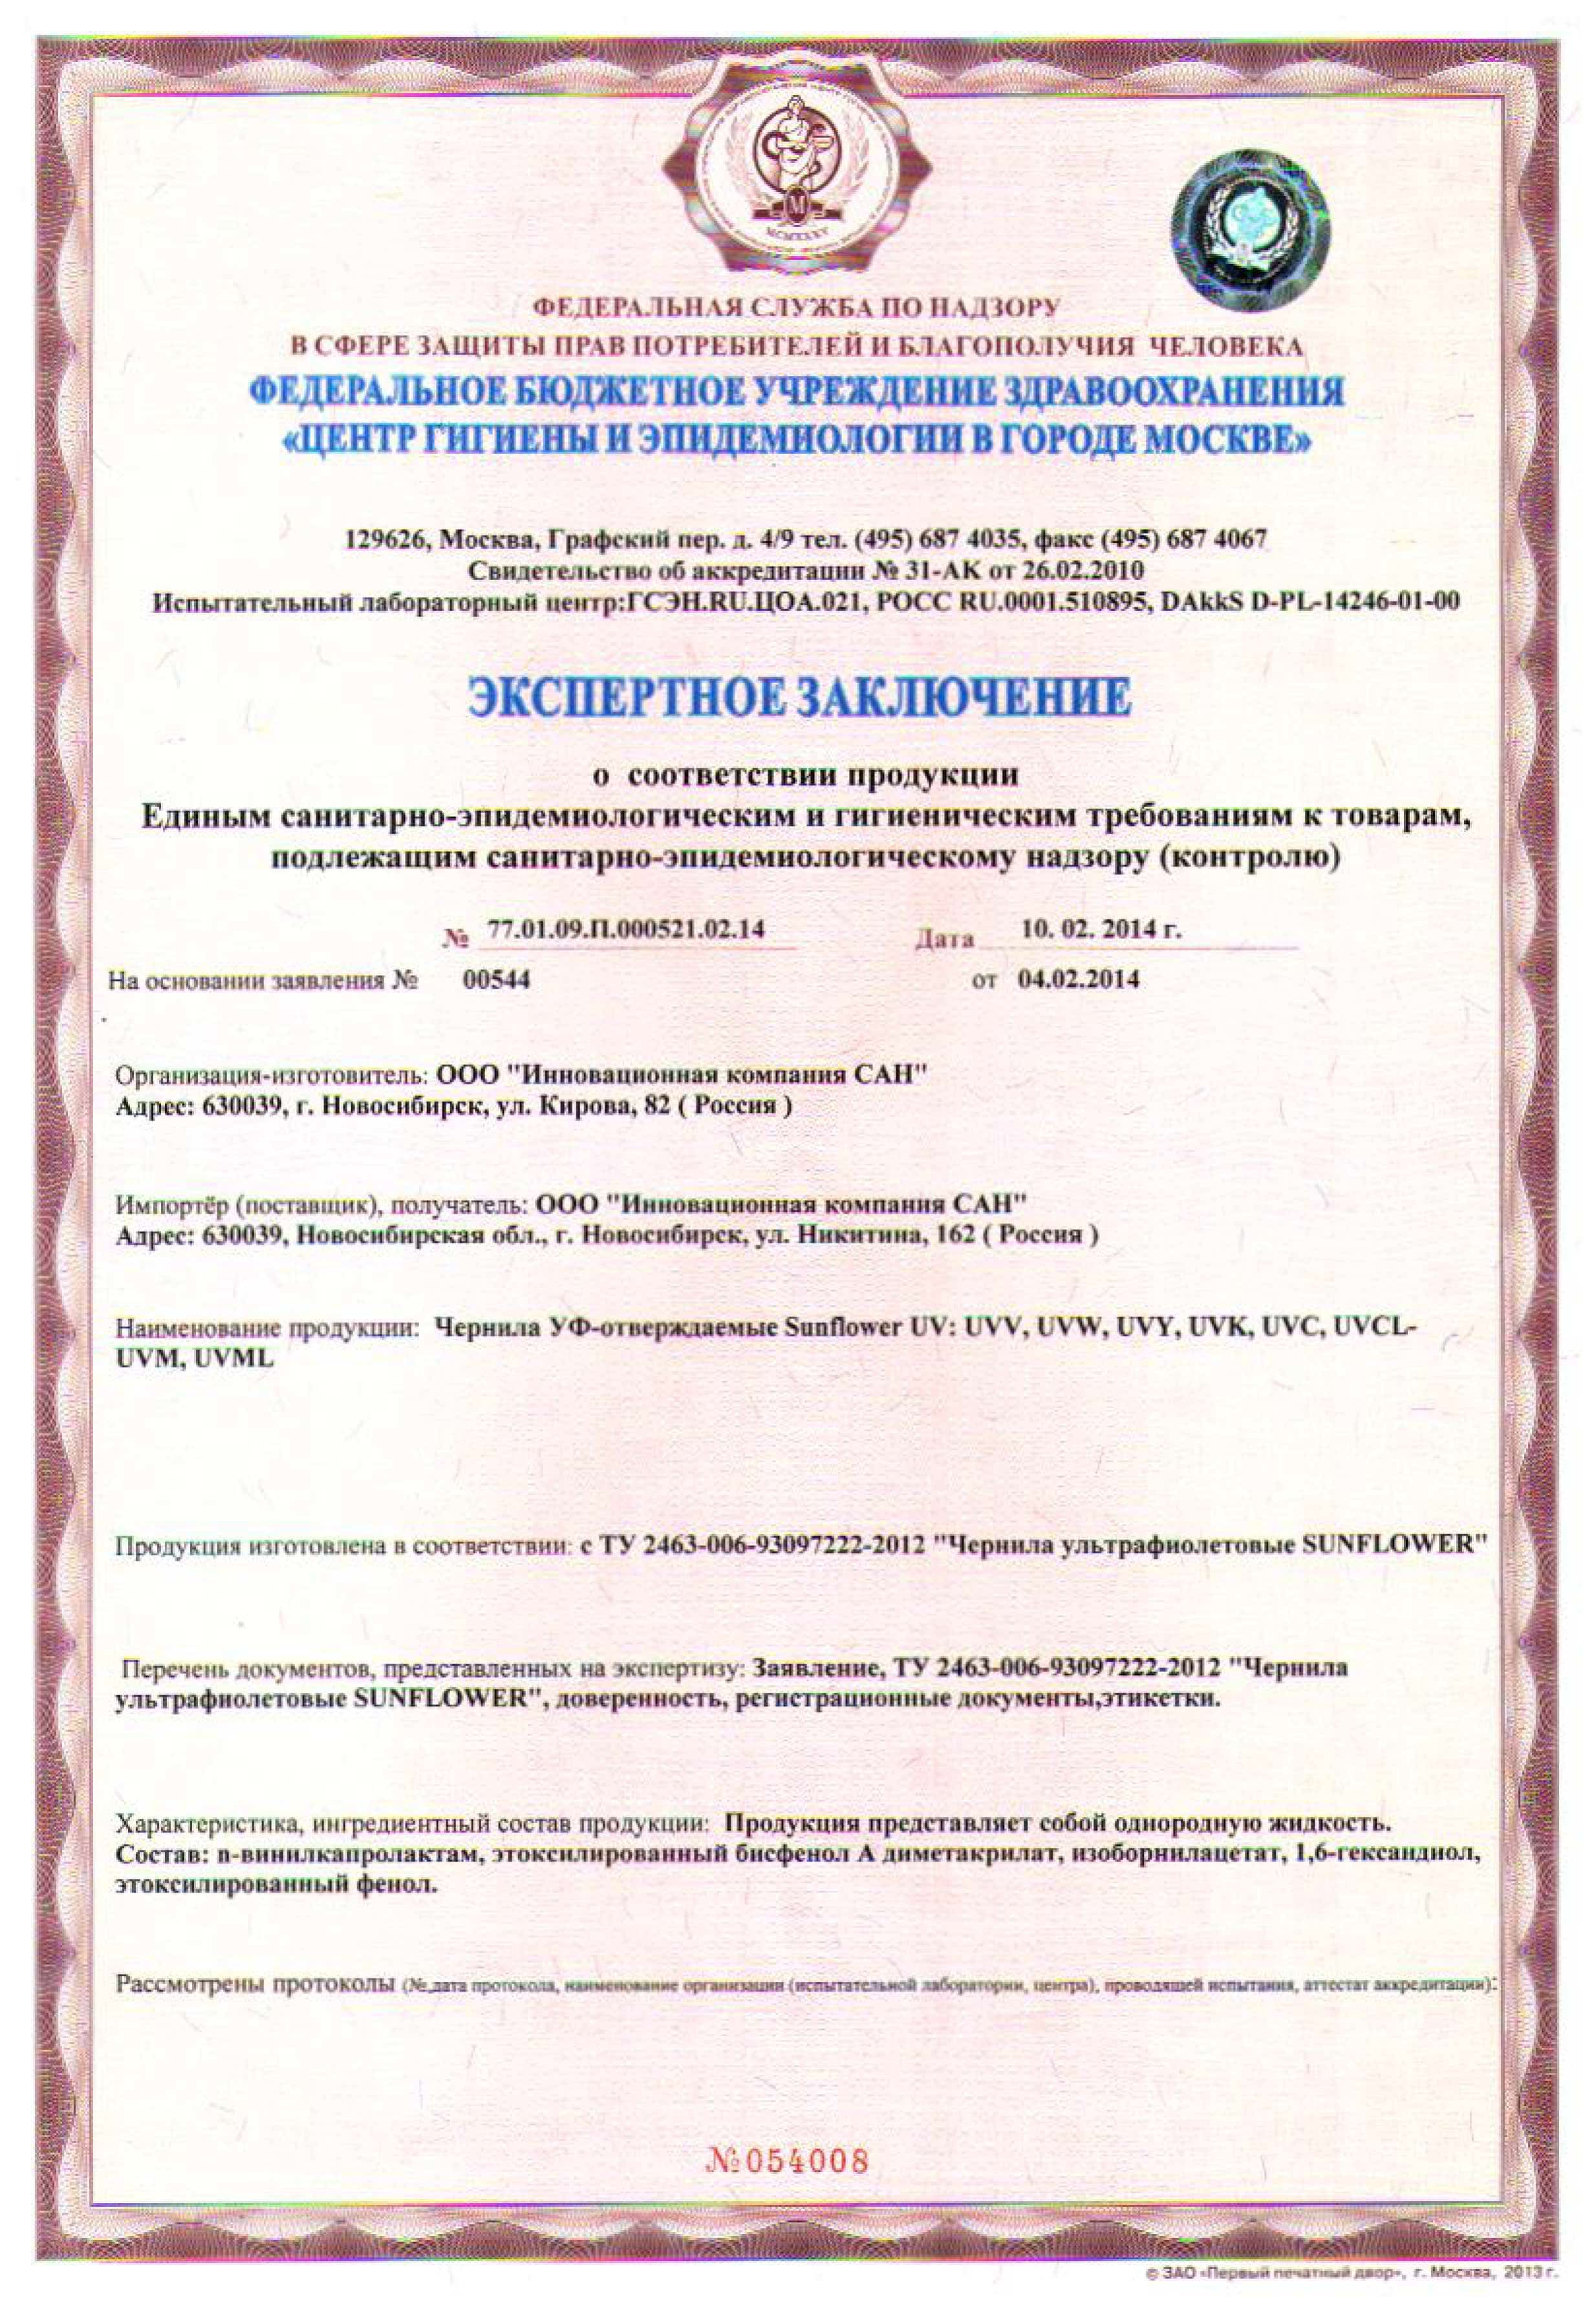 М
MCMXXXV
ФЕДЕРАЛЬНАЯ СЛУЖБА ПО НАДЗОРУ
В СФЕРЕ ЗАЩИТЫ ПРАВ ПОТРЕБИТЕЛЕЙ И БЛАГОПОЛУЧИЯ ЧЕЛОВЕКА
ФЕДЕРАЛЬНОЕ БЮДЖЕТНОЕ УЧРЕЖДЕНИЕ ЗДРАВООХРАНЕНИЯ
«ЦЕНТР ГИГИЕНЫ И ЭПИДЕМИОЛОГИИ В ГОРОДЕ МОСКВЕ»
129626, Москва, Графский пер. д. 4/9 тел. (495) 687 4035, факс (495) 687 4067
Свидетельство об аккредитации № 31-АК от 26.02.2010
Испытательный лабораторный центр:ГСЭН.RU.ЦОА.021, РОСС RU.0001.510895, DAkkS D-PL-14246-01-00
ЭКСПЕРТНОЕ ЗАКЛЮЧЕНИЕ
о соответствии продукции
Единым санитарно-эпидемиологическим и гигиеническим требованиям к товарам,
подлежащим санитарно-эпидемиологическому надзору (контролю)
№ 77.01.09.П.000521.02.14 Дата 10. 02. 2014 г.
На основании заявления № 00544 от 04.02.2014
Организация-изготовитель: ООО "Инновационная компания САН"
Адрес: 630039, г. Новосибирск, ул. Кирова, 82 ( Россия )
Импортёр (поставщик), получатель: ООО "Инновационная компания САН"
Адрес: 630039, Новосибирская обл., г. Новосибирск, ул. Никитина, 162 ( Россия )
Наименование продукции: Чернила УФ-отверждаемые Sunflower UV: UVV, UVW, UVY, UVK, UVC, UVCL-
UVM, UVML
Продукция изготовлена в соответствии: с ТУ 2463-006-93097222-2012 "Чернила ультрафиолетовые SUNFLOWER"
Перечень документов, представленных на экспертизу: Заявление, ТУ 2463-006-93097222-2012 "Чернила
ультрафиолетовые SUNFLOWER", доверенность, регистрационные документы,этикетки.
Характеристика, ингредиентный состав продукции: Продукция представляет собой однородную жидкость.
Состав: n-винилкапролактам, этоксилированный бисфенол А диметакрилат, изоборнилацетат, 1,6-гександиол,
этоксилированный фенол.
Рассмотрены протоколы (№,дата протокола, наименование организации (испытательной лаборатории, центра), проводящей испытания, аттестат аккредитации):
№054008
© ЗАО «Первый печатный двор», г. Москва, 2013 г.